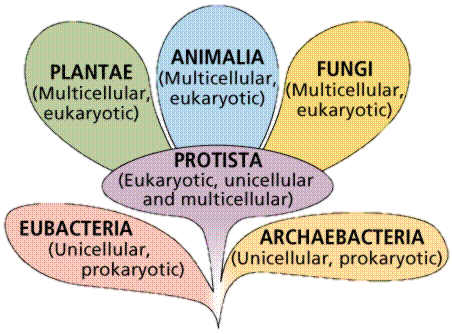 PLANTAE
(Multicellular,
eukaryotic)
ANIMALIA
(Multicellular,
eukaryotic)
FUNGI
(Multicellular,
eukaryotic)
PROTISTA
(Eukaryotic, unicellular
and multicellular)
EUBACTERIA
(Unicellular,
prokaryotic)
ARCHAEBACTERIA
(Unicellular, prokaryotic)